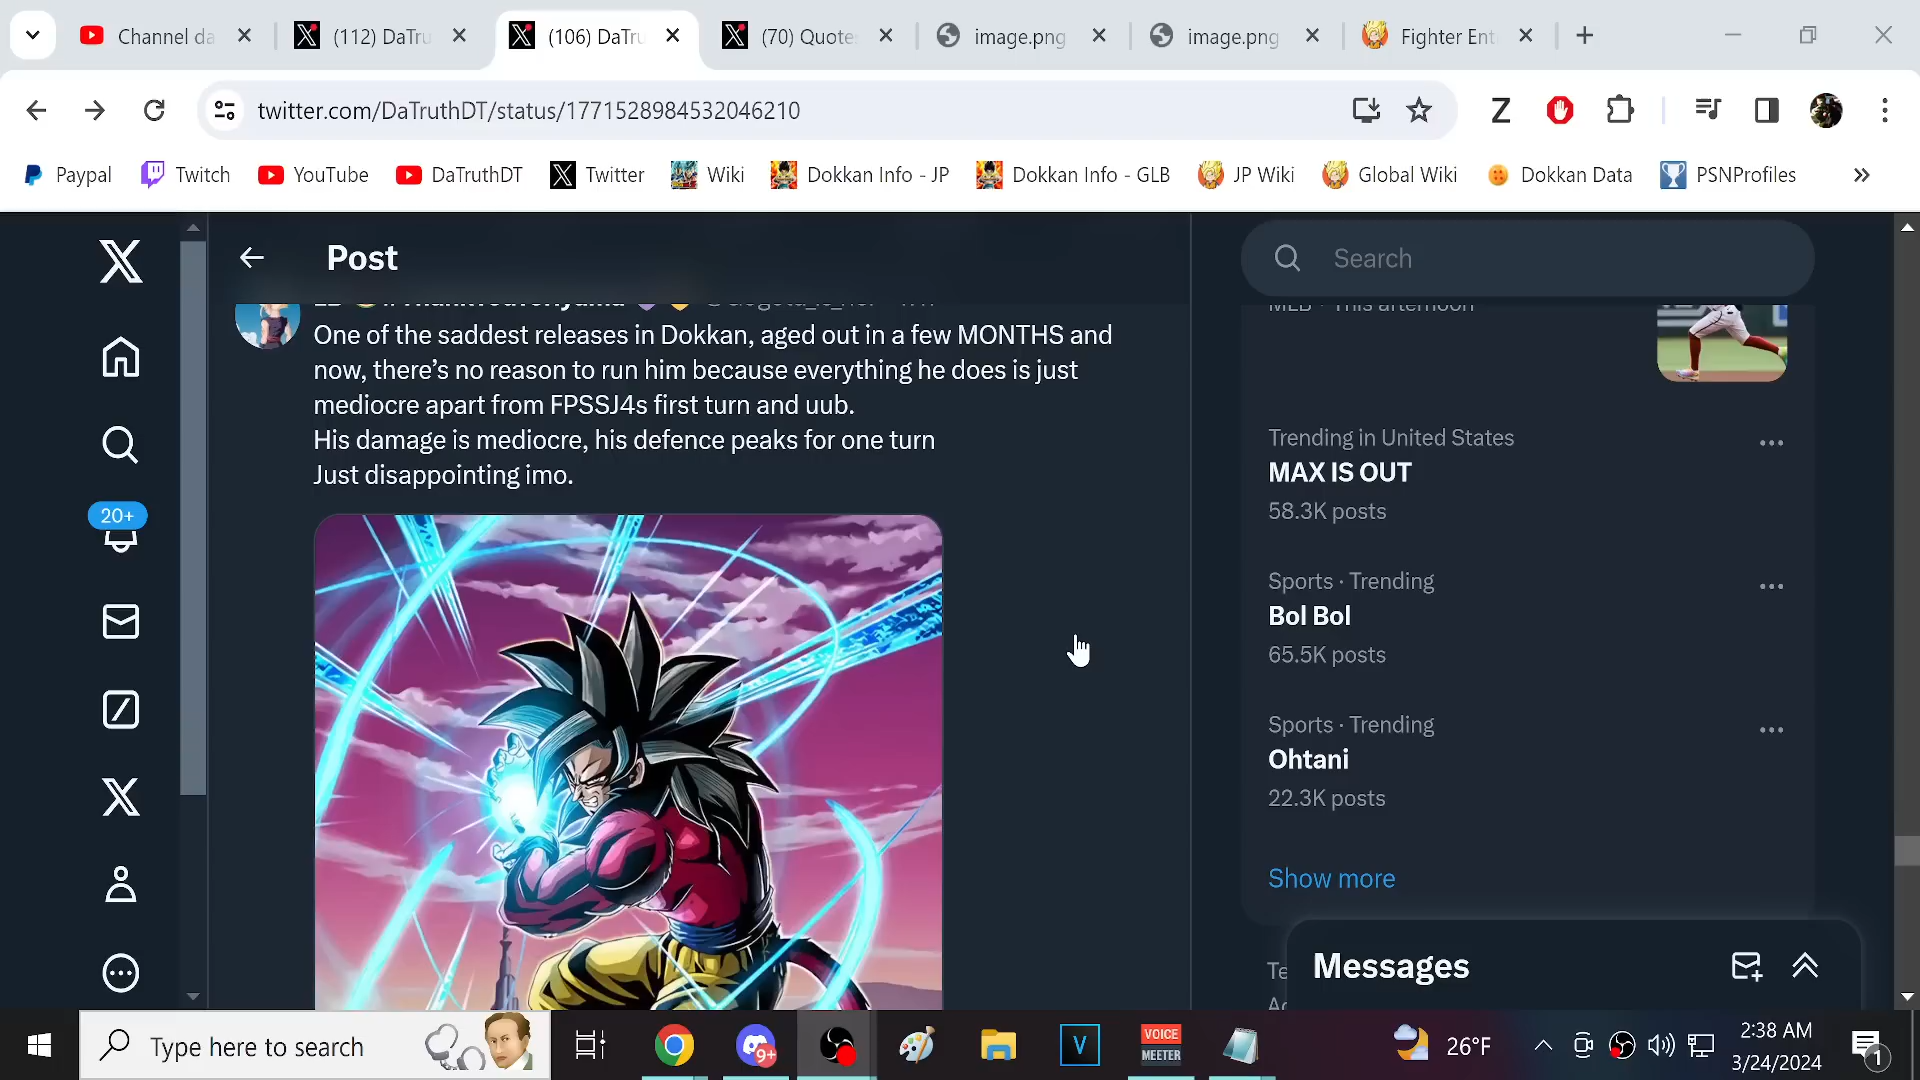 Channel da
(112) DaTru
(106) DaTru
(70) Quote
image.png
image.png
Fighter Ent
twitter.com/DaTruthDT/status/1771528984532046210
Z
Paypal
Twitch
YouTube
DaTruthDT
Twitter
Wiki
Dokkan Info - JP
Dokkan Info - GLB
JP Wiki
Global Wiki
Dokkan Data
PSNProfiles
Post
Search
One of the saddest releases in Dokkan, aged out in a few MONTHS and
now, there’s no reason to run him because everything he does is just
mediocre apart from FPSSJ4s first turn and uub.
His damage is mediocre, his defence peaks for one turn
Just disappointing imo.
20+
MLB · This afternoon
Trending in United States
MAX IS OUT
58.3K posts
Sports · Trending
Bol Bol
65.5K posts
Sports · Trending
Ohtani
22.3K posts
Show more
Messages
Type here to search
9+
V
VOICE
MEETER
26°F
2:38 AM
3/24/2024
1